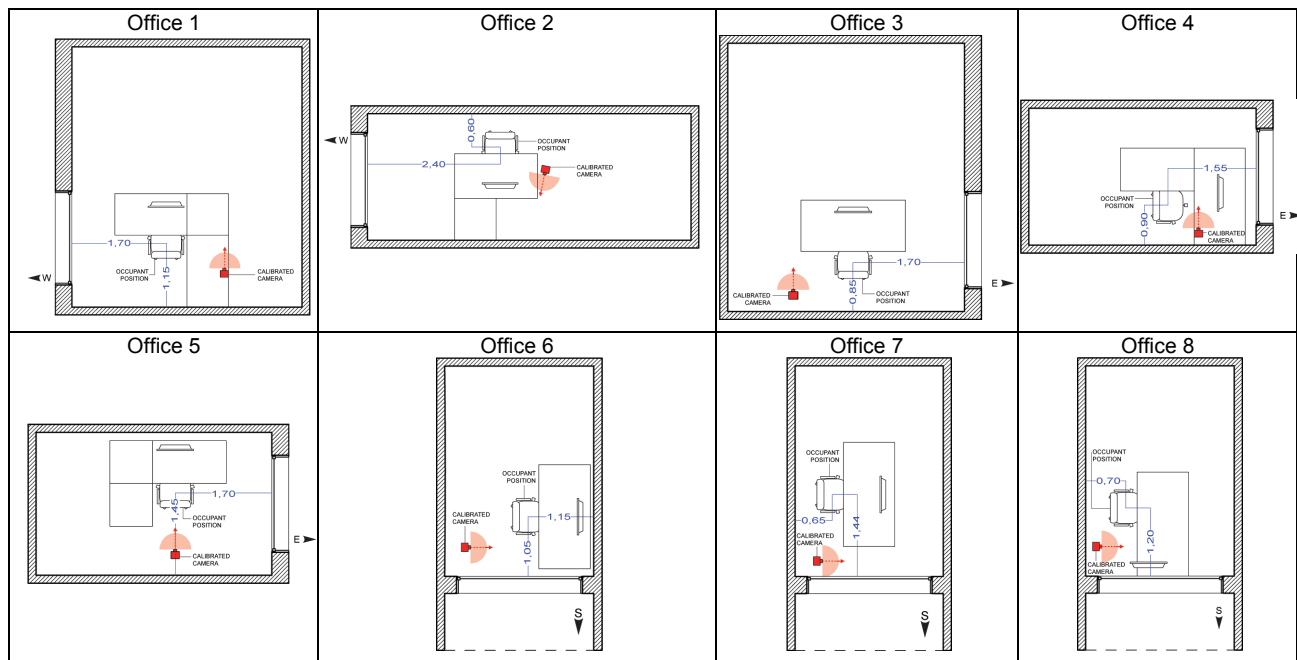 Office 1
1,70
OCCUPANT
POSITION
1,15
CALIBRATED
CAMERA
W
Office 2
W
0,60
OCCUPANT
POSITION
2,40
CALIBRATED
CAMERA
Office 3
1,70
CALIBRATED
CAMERA
0,85
OCCUPANT
POSITION
E
Office 4
1,55
OCCUPANT
POSITION
0,90
CALIBRATED
CAMERA
E
Office 5
1,70
1,45
OCCUPANT
POSITION
E
CALIBRATED
CAMERA
Office 6
OCCUPANT
POSITION
CALIBRATED
CAMERA
1,15
1,05
S
Office 7
OCCUPANT
POSITION
0,65
1,44
CALIBRATED
CAMERA
S
Office 8
OCCUPANT
POSITION
0,70
1,20
CALIBRATED
CAMERA
S